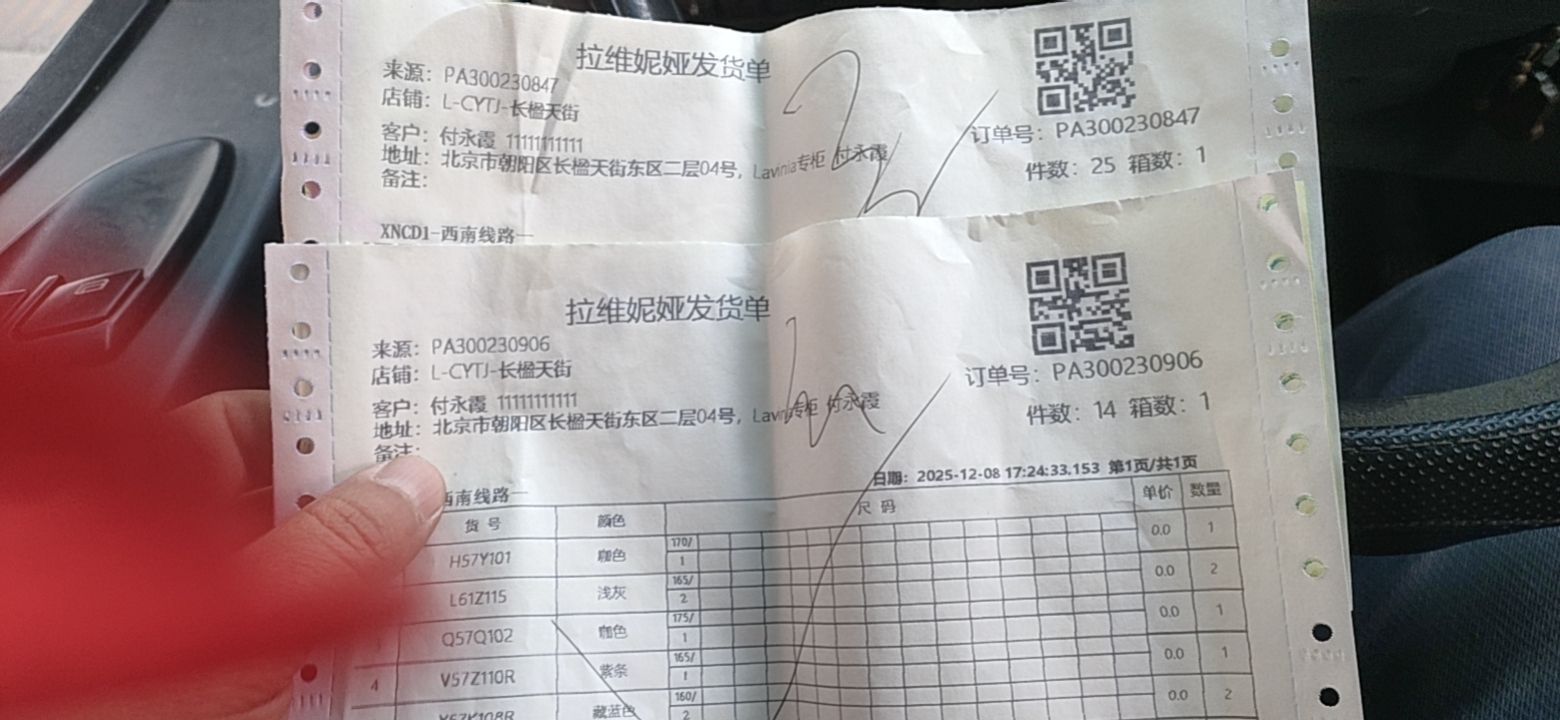 拉维妮娅发货单
来源：PA300230847
店铺：L-CYTJ-长楹天街
订单号：PA300230847
客户：付永霞 11111111111
件数：25 箱数：1
地址：北京市朝阳区长楹天街东区二层04号，Lavinia专柜 付永霞
备注：
XNCD1-西南线路一
拉维妮娅发货单
来源：PA300230906
店铺：L-CYTJ-长楹天街
订单号：PA300230906
客户：付永霞 11111111111
件数：14 箱数：1
地址：北京市朝阳区长楹天街东区二层04号，Lavinia专柜 付永霞
备注：
日期：2025-12-08 17:24:33.153 第1页/共1页
西南线路一
货号 颜色 尺码 单价 数量
H57Y101 咖色 170/ 1 0.0 1
L61Z115 浅灰 165/ 2 0.0 2
Q57Q102 咖色 175/ 1 0.0 1
4 V57Z110R 紫条 165/ 1 0.0 1
藏蓝色 160/ 2 0.0 2